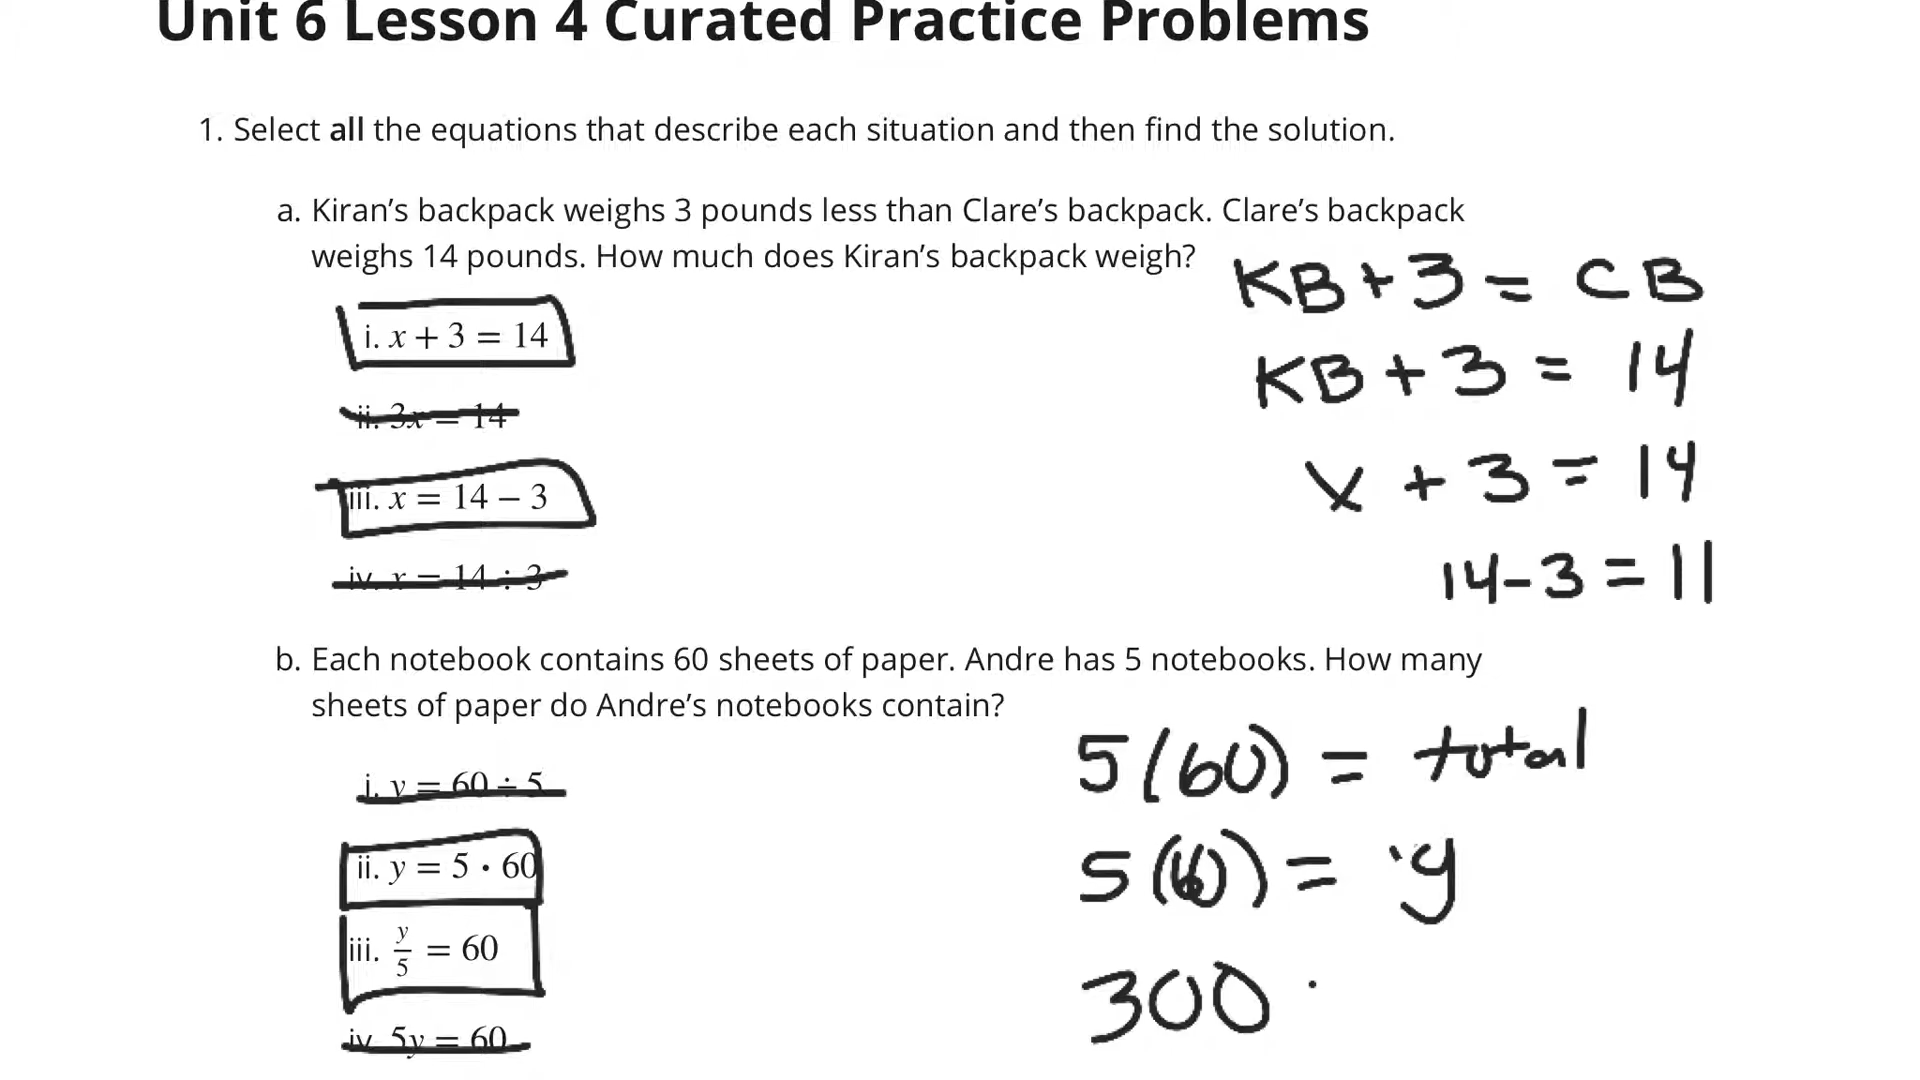 Unit 6 Lesson 4 Curated Practice Problems
1. Select all the equations that describe each situation and then find the solution.
a. Kiran's backpack weighs 3 pounds less than Clare's backpack. Clare's backpack
weighs 14 pounds. How much does Kiran's backpack weigh?
KB + 3 = CB
i. x + 3 = 14
KB + 3 = 14
ii. 3x = 14
x + 3 = 14
iii. x = 14 – 3
14 - 3 = 11
iv. x = 14 ÷ 3
b. Each notebook contains 60 sheets of paper. Andre has 5 notebooks. How many
sheets of paper do Andre's notebooks contain?
5(60) = total
i. y = 60 ÷ 5
ii. y = 5 · 60
5(60) = y
iii. y/5 = 60
300
iv. 5y = 60